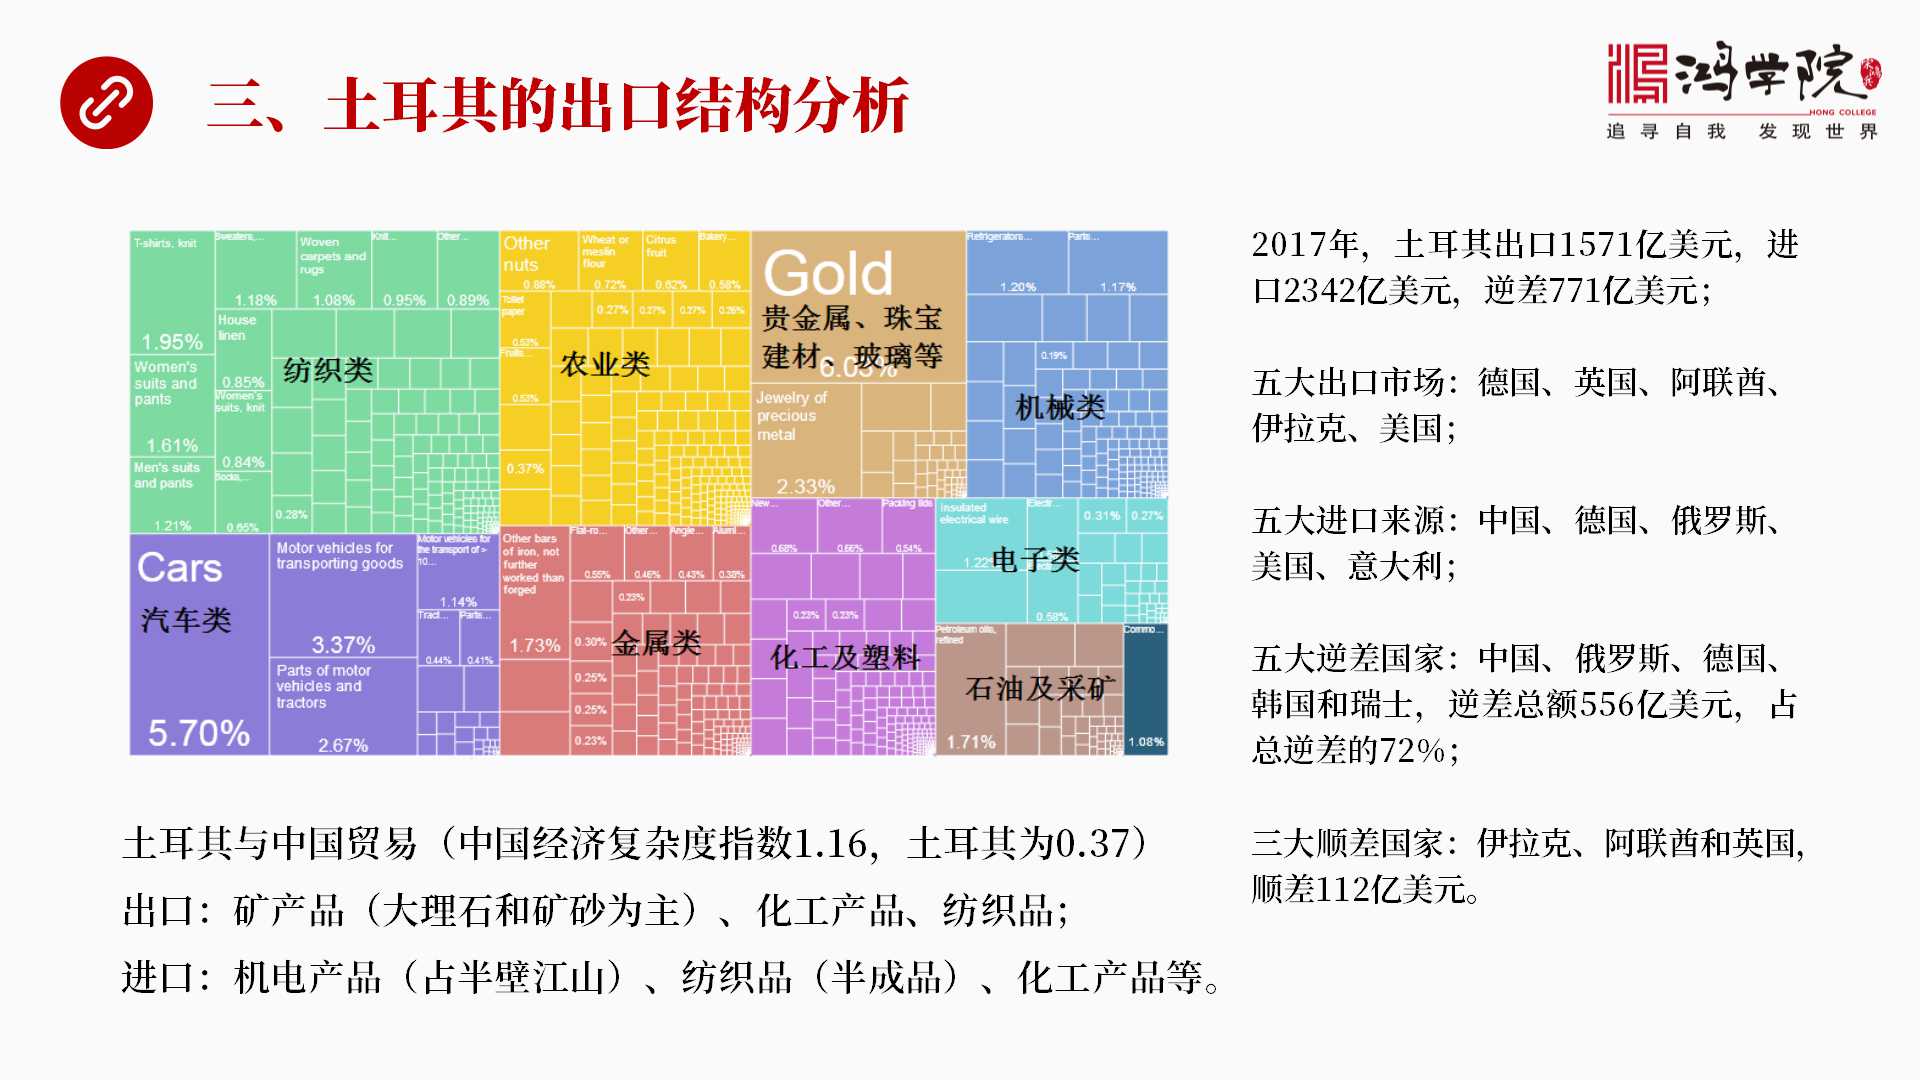 三、土耳其的出口结构分析
鸿学院
宋鸿兵
HONG COLLEGE
追寻自我 发现世界
T-shirts, knit
1.95%
Women's
suits and
pants
1.61%
Men's suits
and pants
1.21%
Sweaters,...
1.18%
Woven
carpets and
rugs
1.08%
Knit...
0.95%
Other...
0.89%
House
linen
0.85%
Women's
suits, knit
0.84%
Socks,...
0.65%
0.28%
纺织类
Other
nuts
0.88%
Wheat or
meslin
flour
0.72%
Citrus
fruit
0.62%
Bakery...
0.58%
Toilet
paper
0.53%
0.27%
0.27%
0.27%
0.26%
Fruits...
0.53%
0.37%
农业类
Gold
贵金属、珠宝
建材、玻璃等
6.03%
Jewelry of
precious
metal
2.33%
Refrigerators...
1.20%
Parts...
1.17%
0.19%
机械类
Cars
汽车类
5.70%
Motor vehicles for
transporting goods
3.37%
Parts of motor
vehicles and
tractors
2.67%
Motor vehicles for
the transport of >
10...
1.14%
Tract...
0.44%
Parts...
0.41%
Other bars
of iron, not
further
worked than
forged
1.73%
Flat-ro...
0.55%
Other...
0.46%
Angle...
0.43%
Alumi...
0.38%
0.23%
0.30%
0.25%
0.25%
0.23%
金属类
New...
0.68%
Other...
0.66%
Packing lids
0.54%
0.23%
0.23%
化工及塑料
Insulated
electrical wire
1.22%
Electr...
0.31%
0.27%
0.58%
电子类
Petroleum oils,
refined
1.71%
石油及采矿
Commo...
1.08%
土耳其与中国贸易（中国经济复杂度指数1.16，土耳其为0.37）
出口：矿产品（大理石和矿砂为主）、化工产品、纺织品；
进口：机电产品（占半壁江山）、纺织品（半成品）、化工产品等。
2017年，土耳其出口1571亿美元，进
口2342亿美元，逆差771亿美元；
五大出口市场：德国、英国、阿联酋、
伊拉克、美国；
五大进口来源：中国、德国、俄罗斯、
美国、意大利；
五大逆差国家：中国、俄罗斯、德国、
韩国和瑞士，逆差总额556亿美元，占
总逆差的72%；
三大顺差国家：伊拉克、阿联酋和英国，
顺差112亿美元。